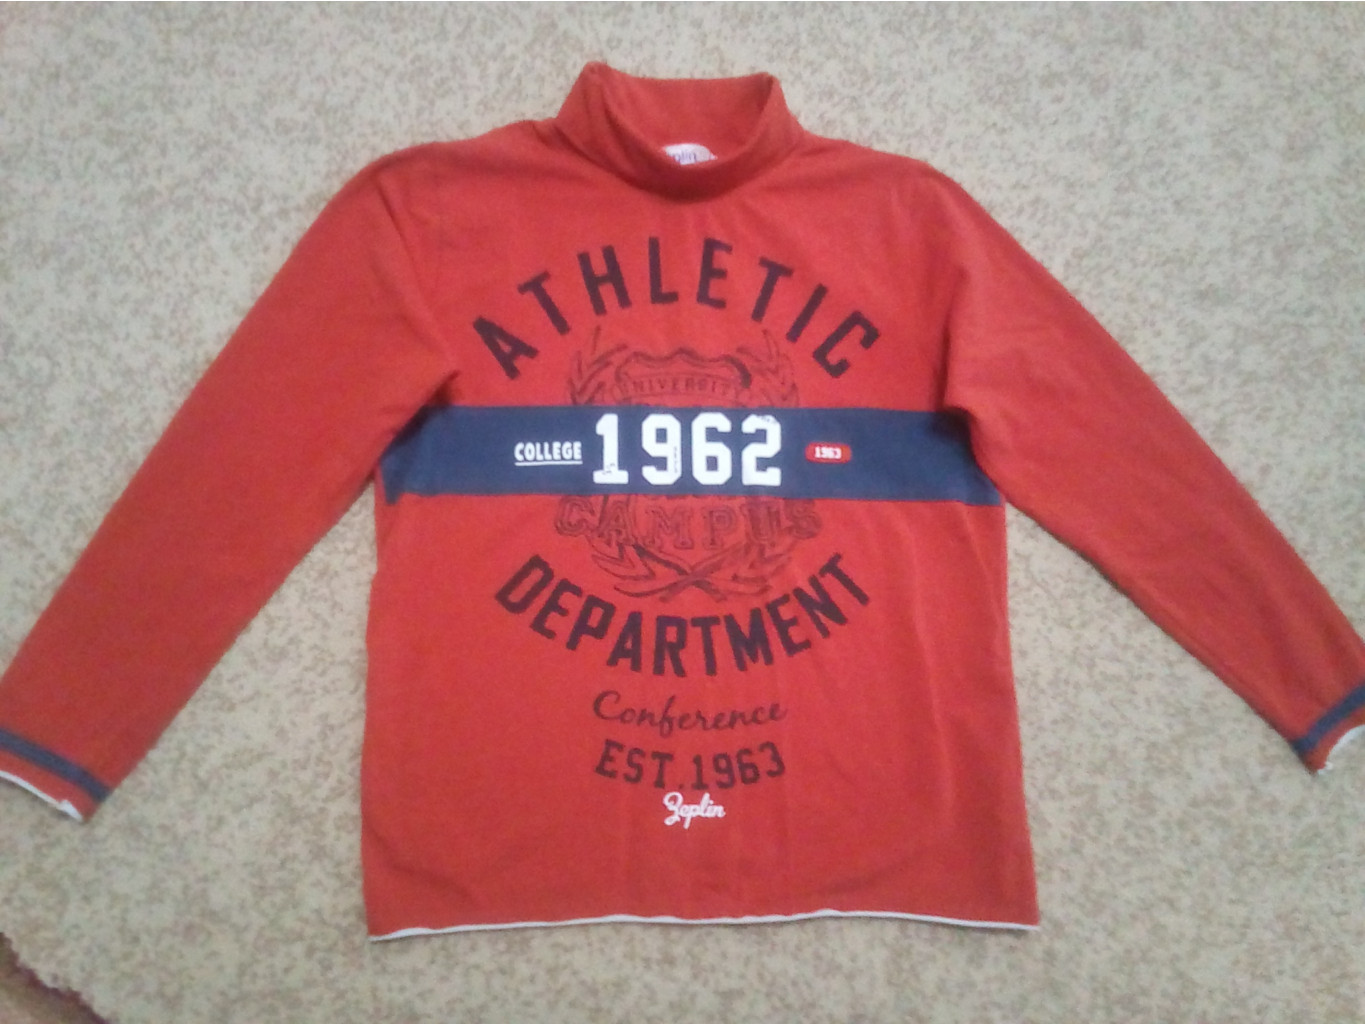 ATHLETIC
UNIVERSITY
COLLEGE 1962 1963
CAMPUS
DEPARTMENT
Conference
EST.1963
Zeplin